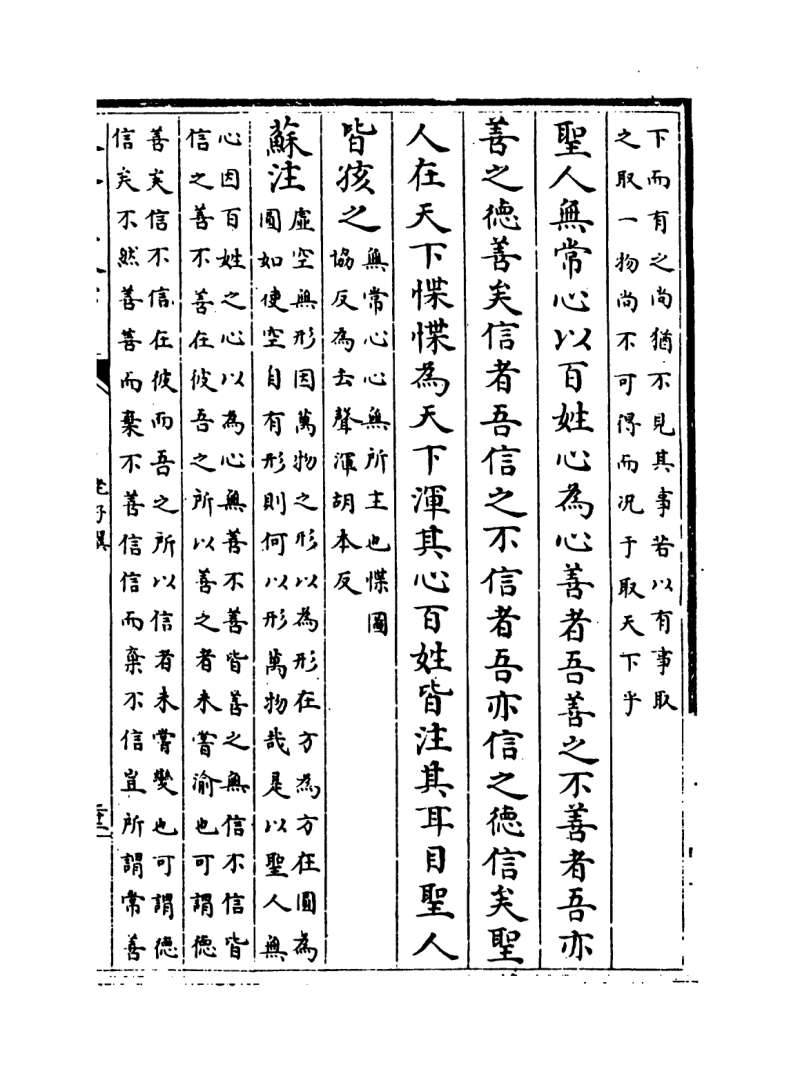 下而有之尚猶不見其事若以有事取
之取一物尚不可得而况于取天下乎
聖人無常心以百姓心為心善者吾善之不善者吾亦
善之德善矣信者吾信之不信者吾亦信之德信矣聖
人在天下惵惵為天下渾其心百姓皆注其耳目聖人
皆孩之
無常心心無所主也惵圖
協反為去聲渾胡本反
蘇注
虛空無形因萬物之形以為形在方為方在圓為
圓如使空自有形則何以形萬物哉是以聖人無
心因百姓之心以為心無善不善皆善之無信不信皆
信之善不善在彼吾之所以善之者未嘗渝也可謂德
善矣信不信在彼而吾之所以信者未嘗變也可謂德
信矣不然善善而棄不善信信而棄不信豈所謂常善
老子翼